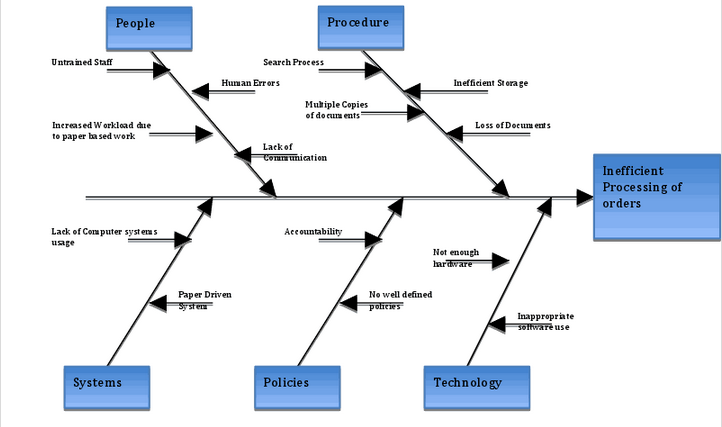 People
Procedure
Untrained Staff
Search Process
Human Errors
Inefficient Storage
Multiple Copies
of documents
Increased Workload due
to paper based work
Loss of Documents
Lack of
Communication
Inefficient
Processing of
orders
Lack of Computer systems
usage
Accountability
Not enough
hardware
Paper Driven
System
No well defined
policies
Inappropriate
software use
Systems
Policies
Technology